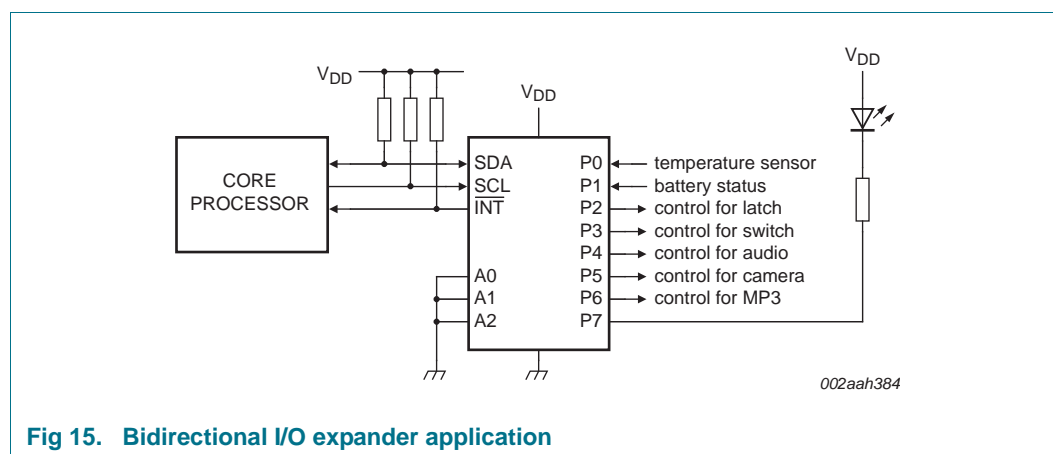 VDD
VDD
VDD
CORE
PROCESSOR
SDA
SCL
INT
A0
A1
A2
P0
P1
P2
P3
P4
P5
P6
P7
temperature sensor
battery status
control for latch
control for switch
control for audio
control for camera
control for MP3
002aah384
Fig 15. Bidirectional I/O expander application